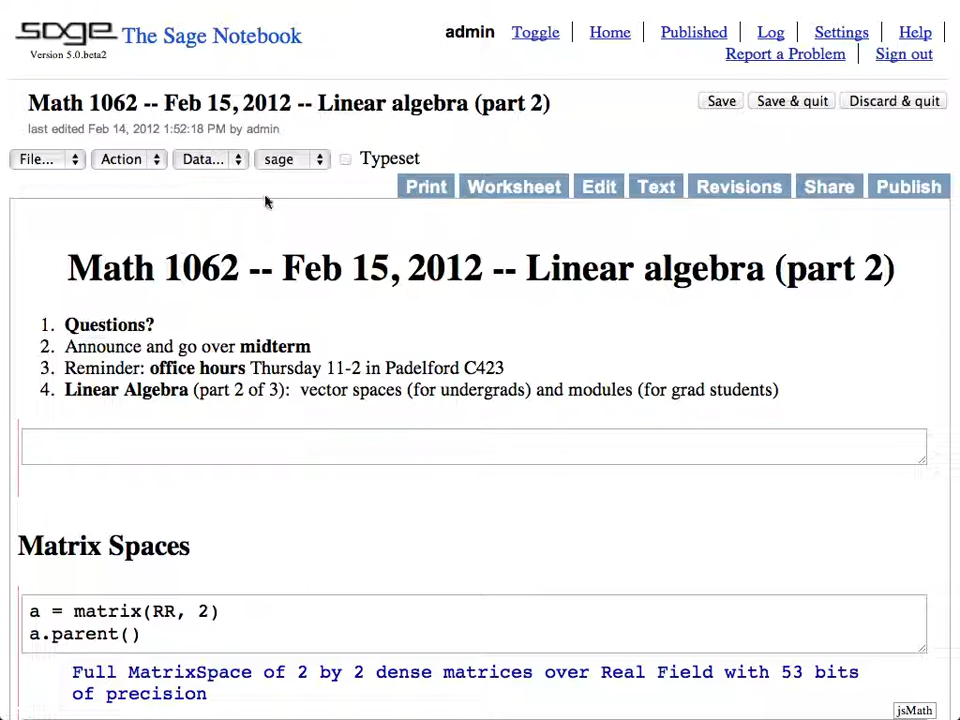 sage The Sage Notebook
Version 5.0.beta2
admin Toggle Home Published Log Settings Help
Report a Problem Sign out
Math 1062 -- Feb 15, 2012 -- Linear algebra (part 2)
last edited Feb 14, 2012 1:52:18 PM by admin
Save Save & quit Discard & quit
File... Action Data... sage Typeset
Print Worksheet Edit Text Revisions Share Publish
Math 1062 -- Feb 15, 2012 -- Linear algebra (part 2)
1. Questions?
2. Announce and go over midterm
3. Reminder: office hours Thursday 11-2 in Padelford C423
4. Linear Algebra (part 2 of 3): vector spaces (for undergrads) and modules (for grad students)
Matrix Spaces
a = matrix(RR, 2)
a.parent()
Full MatrixSpace of 2 by 2 dense matrices over Real Field with 53 bits
of precision
jsMath